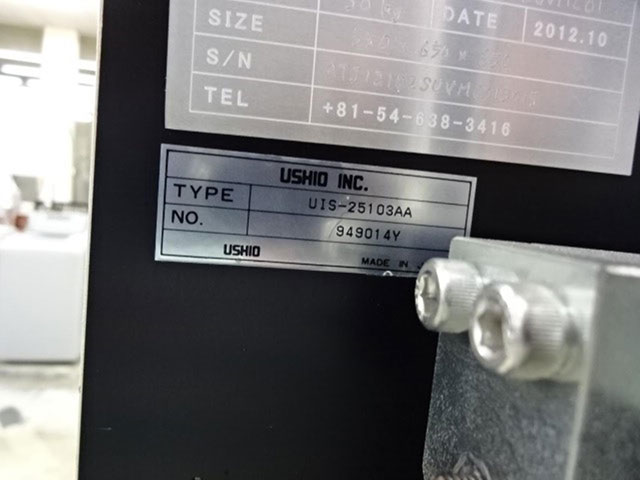 DATE 2012.10
SIZE
S/N
TEL +81-54-638-3416
USHIO INC.
TYPE UIS-25103AA
NO. 949014Y
USHIO MADE IN